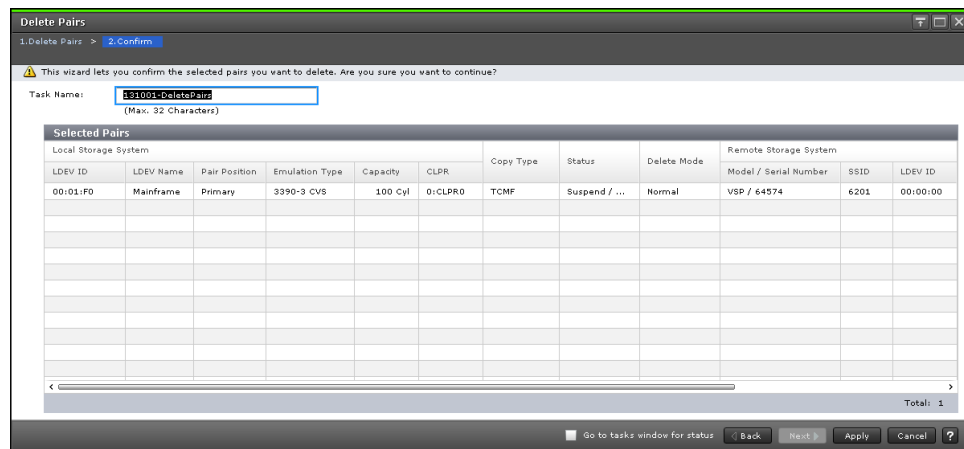 Delete Pairs
1.Delete Pairs > 2.Confirm
This wizard lets you confirm the selected pairs you want to delete. Are you sure you want to continue?
Task Name: 131001-DeletePairs
(Max. 32 Characters)
Selected Pairs
Local Storage System Copy Type Status Delete Mode Remote Storage System
LDEV ID LDEV Name Pair Position Emulation Type Capacity CLPR Model / Serial Number SSID LDEV ID
00:01:F0 Mainframe Primary 3390-3 CVS 100 Cyl 0:CLPR0 TCMF Suspend / ... Normal VSP / 64574 6201 00:00:00
Total: 1
Go to tasks window for status Back Next Apply Cancel ?